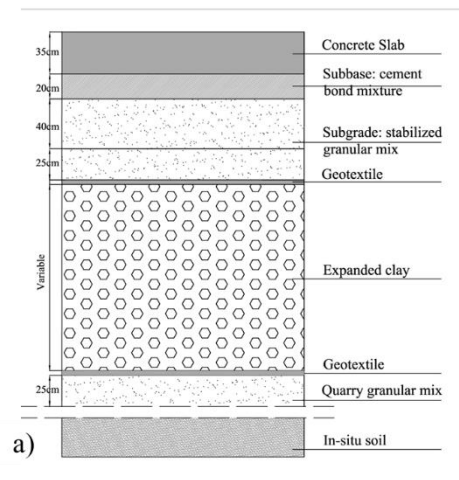 35cm
Concrete Slab
20cm
Subbase: cement
bond mixture
40cm
Subgrade: stabilized
granular mix
25cm
Geotextile
Variable
Expanded clay
Geotextile
25cm
Quarry granular mix
a)
In-situ soil